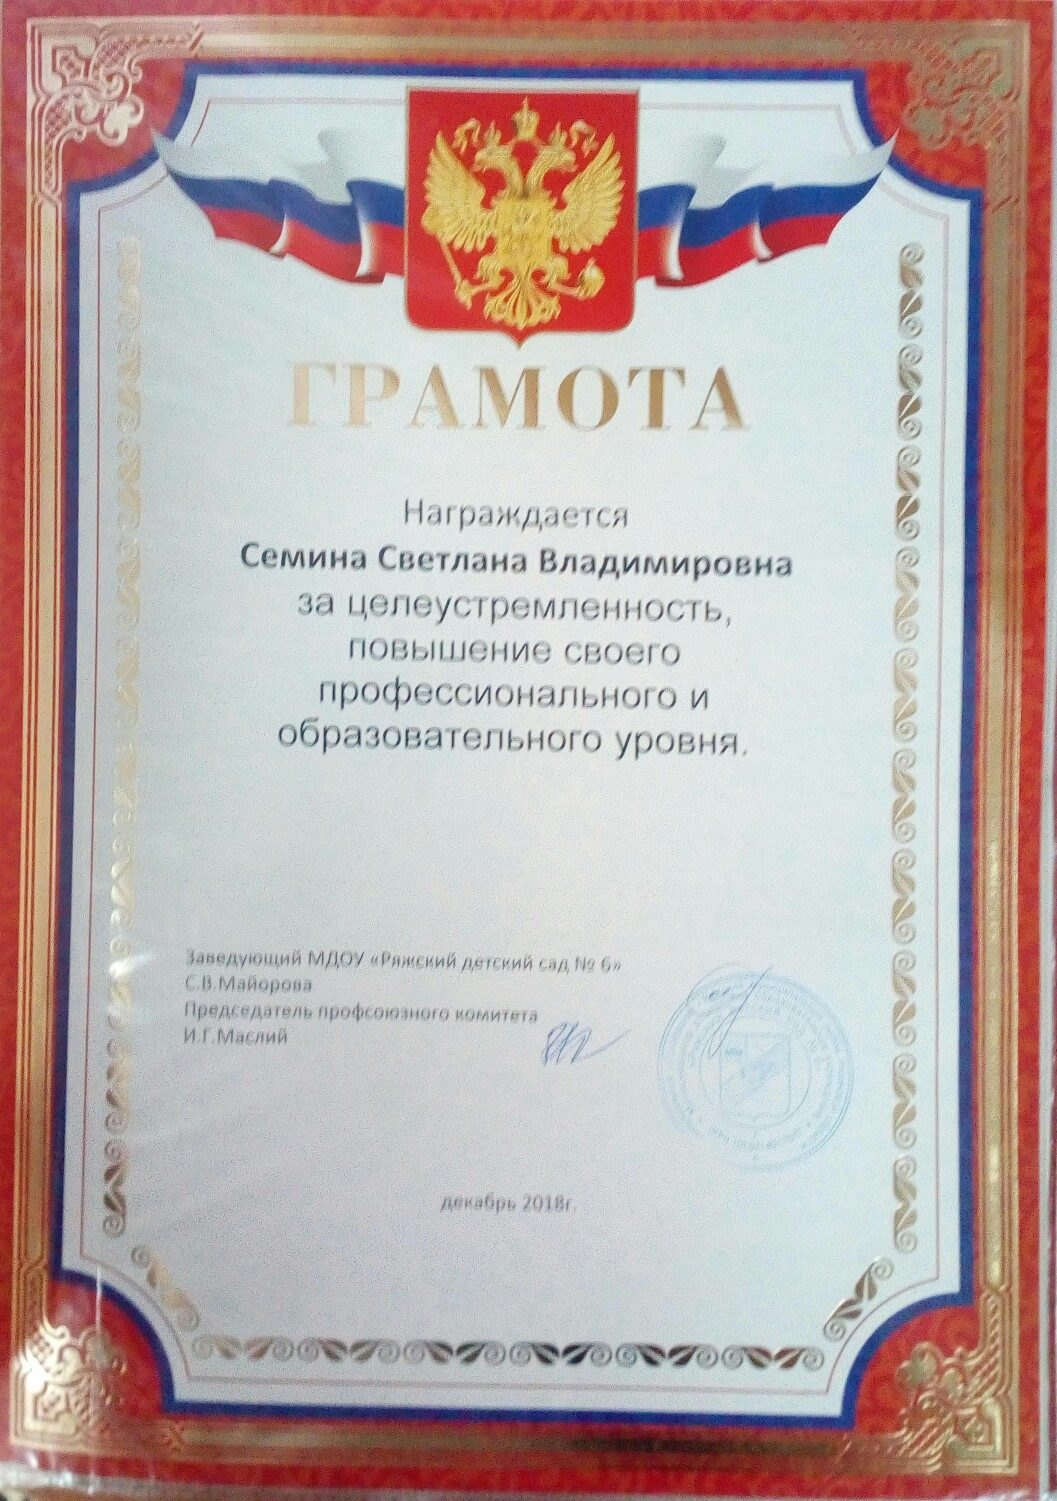 ГРАМОТА
Награждается
Семина Светлана Владимировна
за целеустремленность,
повышение своего
профессионального и
образовательного уровня.
Заведующий МДОУ «Ряжский детский сад № 6»
С.В.Майорова
Председатель профсоюзного комитета
И.Г.Маслий
декабрь 2018г.